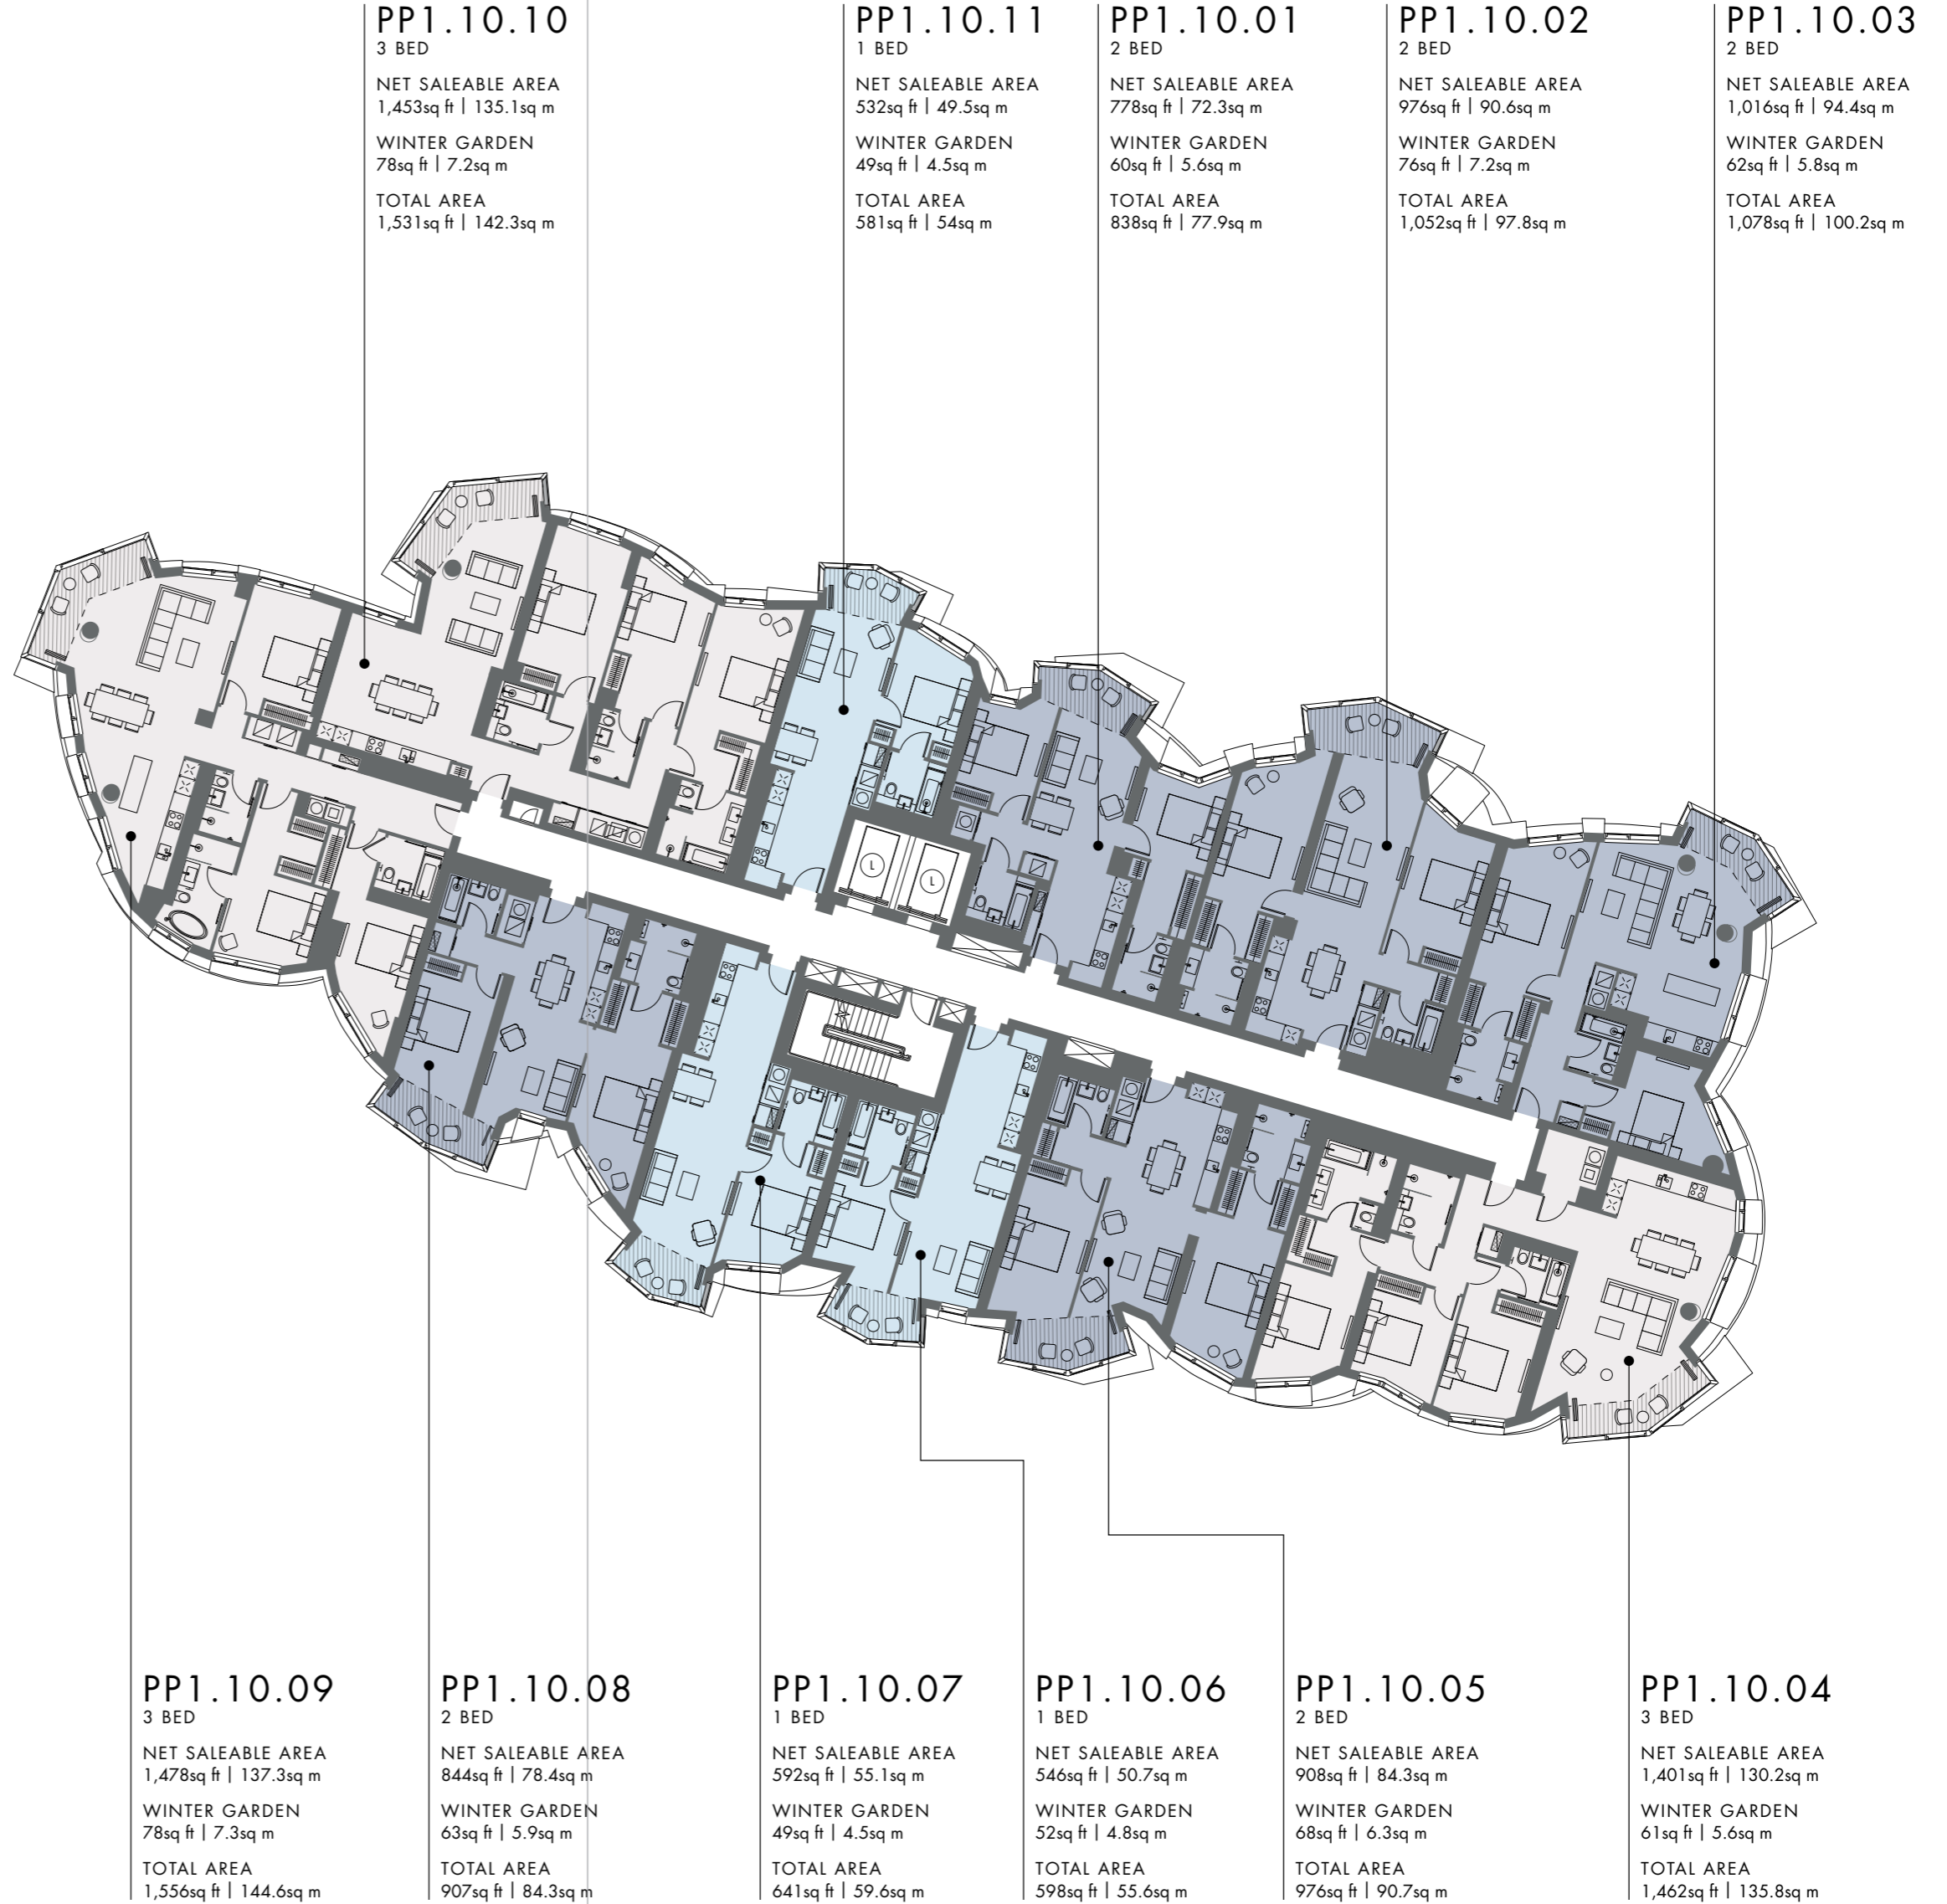 PP1.10.10
3 BED
NET SALEABLE AREA
1,453sq ft | 135.1sq m
WINTER GARDEN
78sq ft | 7.2sq m
TOTAL AREA
1,531sq ft | 142.3sq m
PP1.10.11
1 BED
NET SALEABLE AREA
532sq ft | 49.5sq m
WINTER GARDEN
49sq ft | 4.5sq m
TOTAL AREA
581sq ft | 54sq m
PP1.10.01
2 BED
NET SALEABLE AREA
778sq ft | 72.3sq m
WINTER GARDEN
60sq ft | 5.6sq m
TOTAL AREA
838sq ft | 77.9sq m
PP1.10.02
2 BED
NET SALEABLE AREA
976sq ft | 90.6sq m
WINTER GARDEN
76sq ft | 7.2sq m
TOTAL AREA
1,052sq ft | 97.8sq m
PP1.10.03
2 BED
NET SALEABLE AREA
1,016sq ft | 94.4sq m
WINTER GARDEN
62sq ft | 5.8sq m
TOTAL AREA
1,078sq ft | 100.2sq m
L
L
PP1.10.09
3 BED
NET SALEABLE AREA
1,478sq ft | 137.3sq m
WINTER GARDEN
78sq ft | 7.3sq m
TOTAL AREA
1,556sq ft | 144.6sq m
PP1.10.08
2 BED
NET SALEABLE AREA
844sq ft | 78.4sq m
WINTER GARDEN
63sq ft | 5.9sq m
TOTAL AREA
907sq ft | 84.3sq m
PP1.10.07
1 BED
NET SALEABLE AREA
592sq ft | 55.1sq m
WINTER GARDEN
49sq ft | 4.5sq m
TOTAL AREA
641sq ft | 59.6sq m
PP1.10.06
1 BED
NET SALEABLE AREA
546sq ft | 50.7sq m
WINTER GARDEN
52sq ft | 4.8sq m
TOTAL AREA
598sq ft | 55.6sq m
PP1.10.05
2 BED
NET SALEABLE AREA
908sq ft | 84.3sq m
WINTER GARDEN
68sq ft | 6.3sq m
TOTAL AREA
976sq ft | 90.7sq m
PP1.10.04
3 BED
NET SALEABLE AREA
1,401sq ft | 130.2sq m
WINTER GARDEN
61sq ft | 5.6sq m
TOTAL AREA
1,462sq ft | 135.8sq m